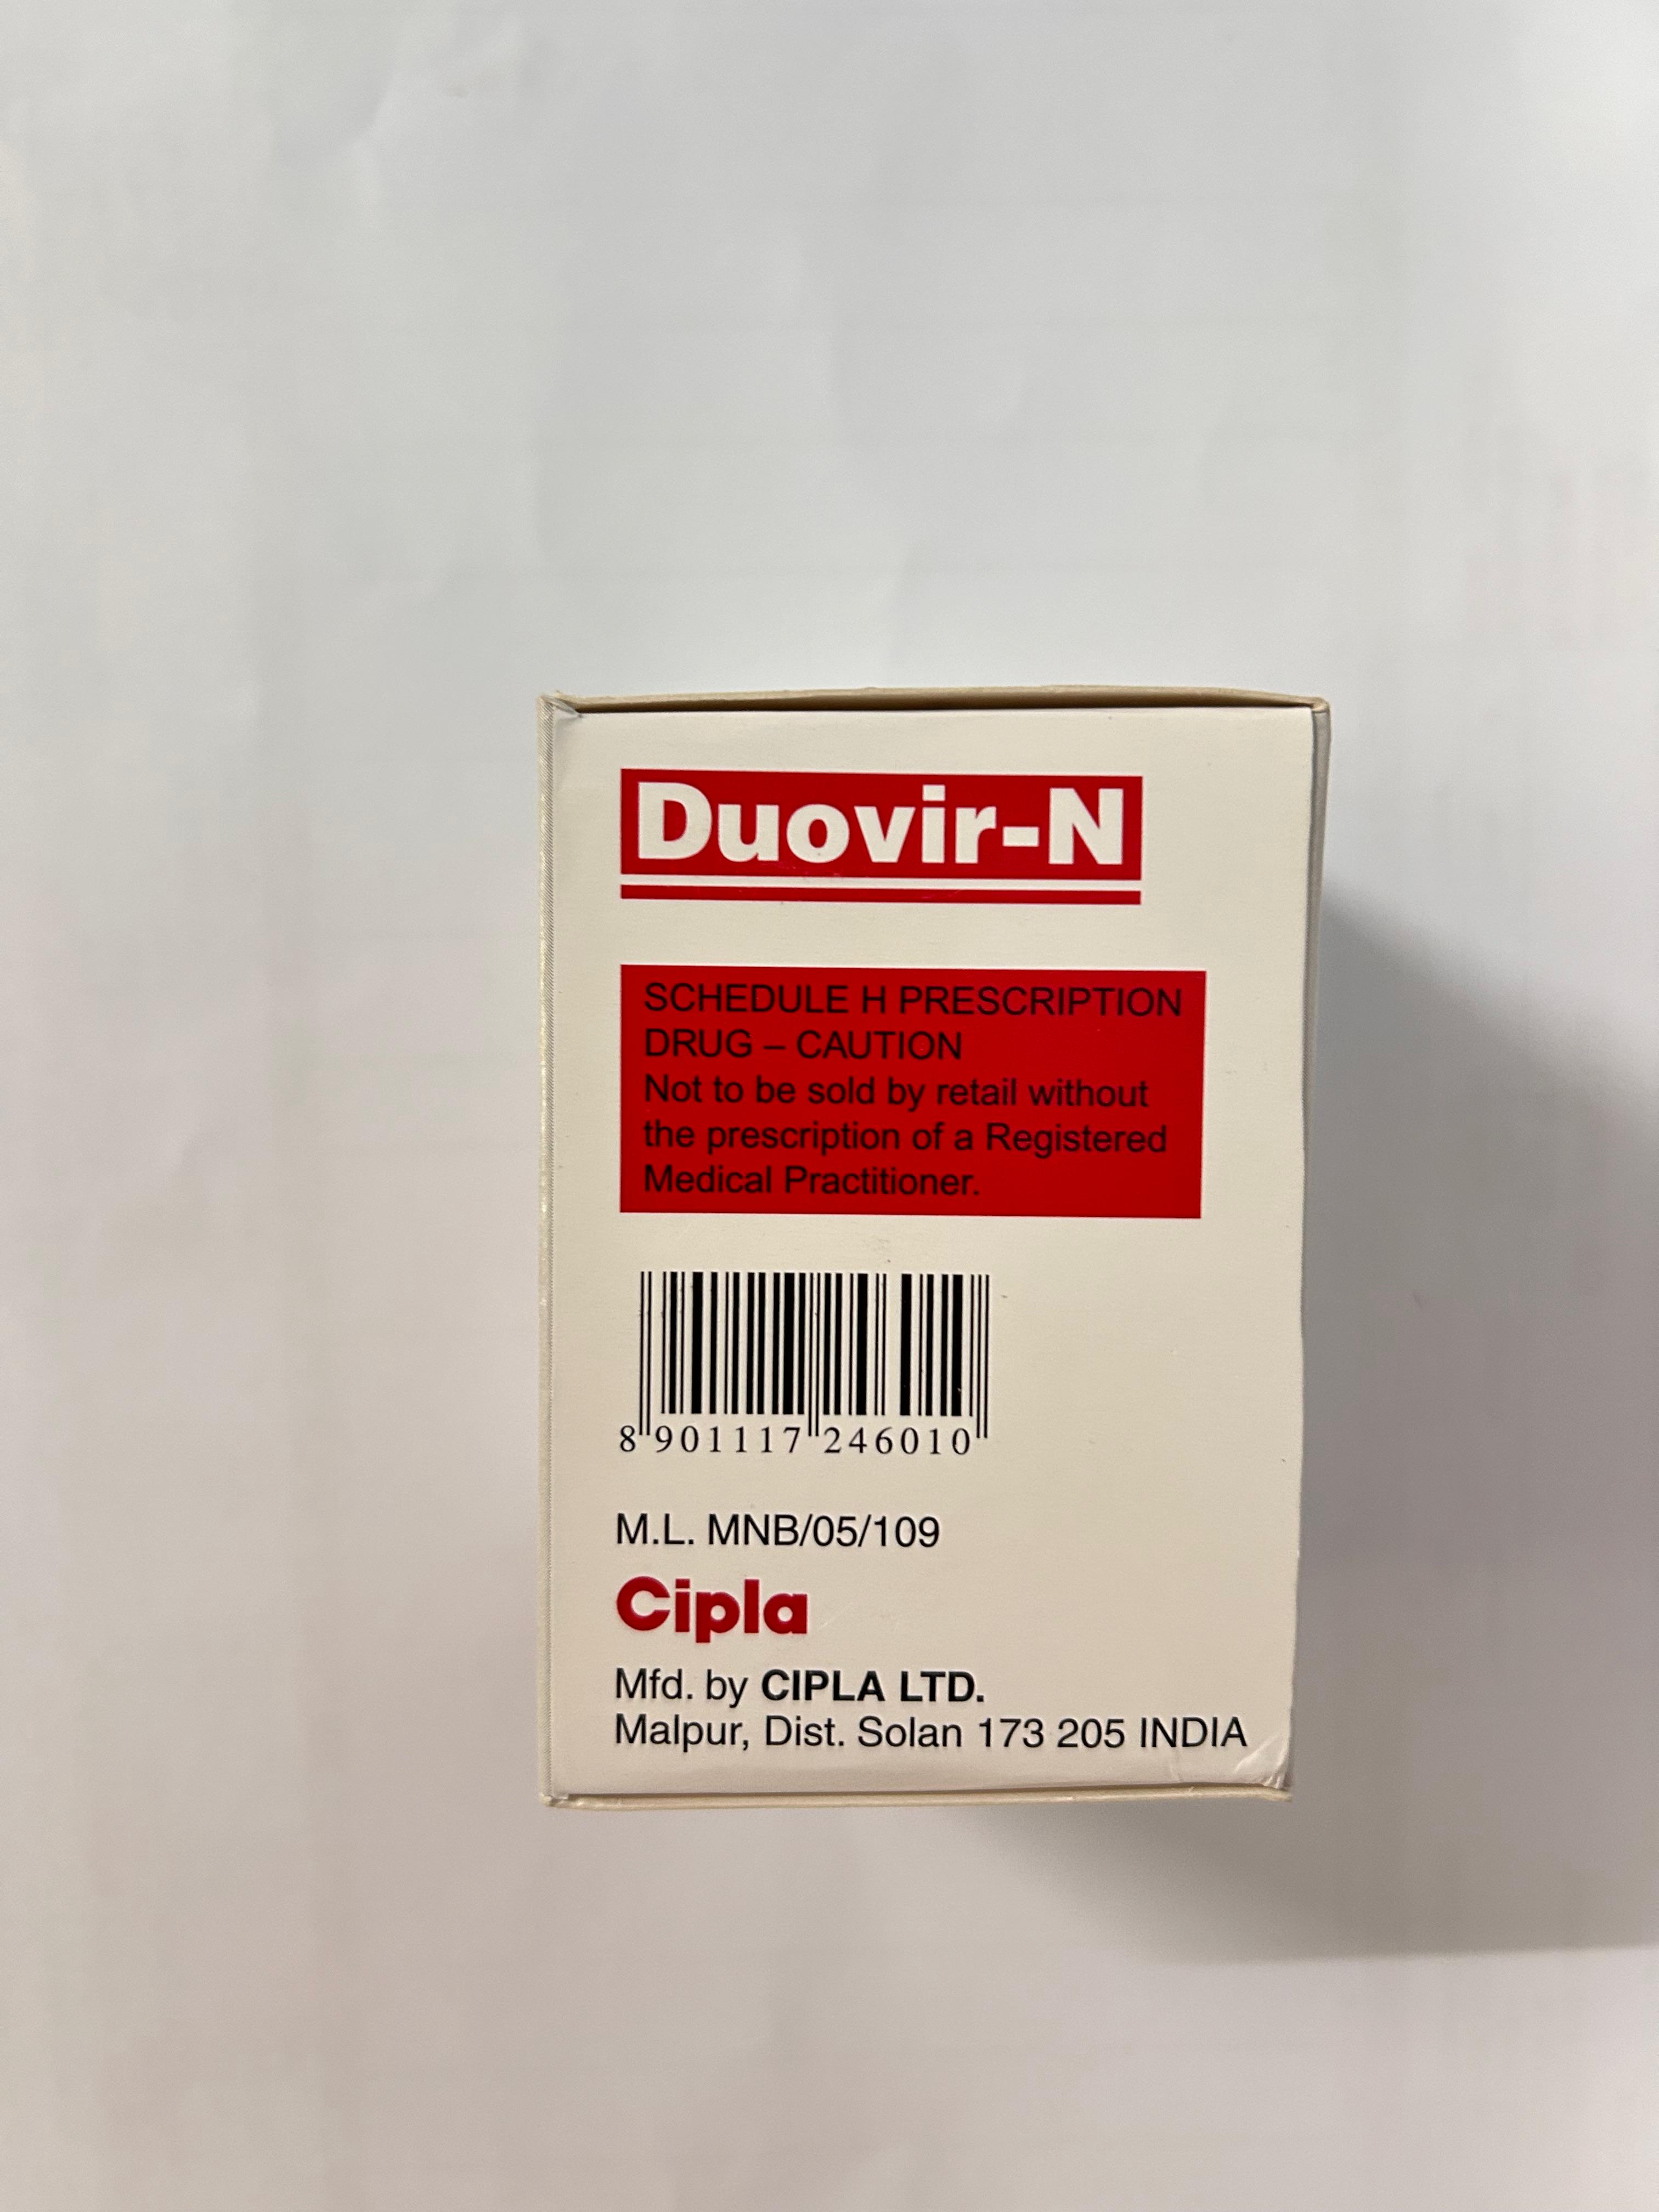 Duovir-N
SCHEDULE H PRESCRIPTION
DRUG – CAUTION
Not to be sold by retail without
the prescription of a Registered
Medical Practitioner.
8 901117 246010
M.L. MNB/05/109
Cipla
Mfd. by CIPLA LTD.
Malpur, Dist. Solan 173 205 INDIA